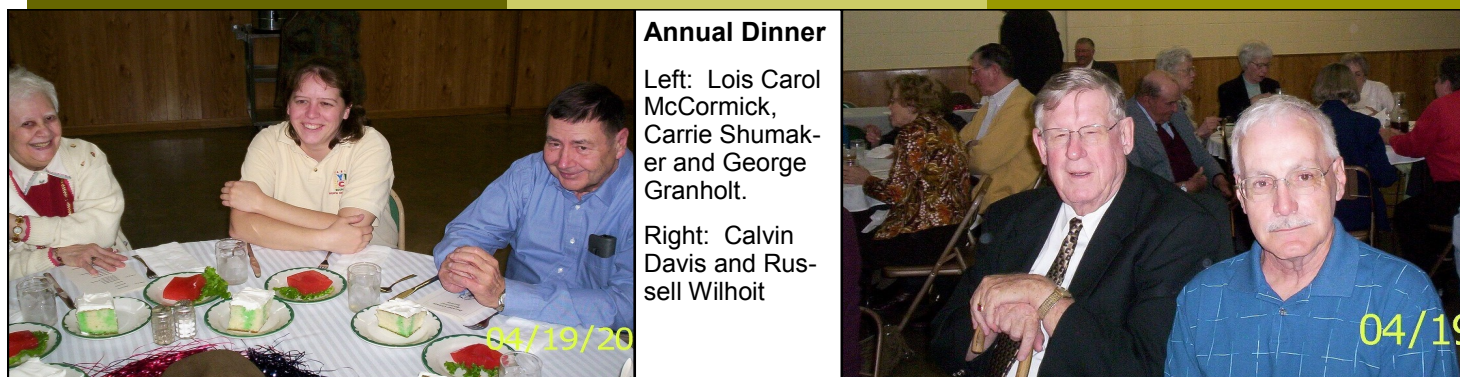 Annual Dinner
Left: Lois Carol
McCormick,
Carrie Shumak-
er and George
Granholt.
Right: Calvin
Davis and Rus-
sell Wilhoit
04/19/20
04/19